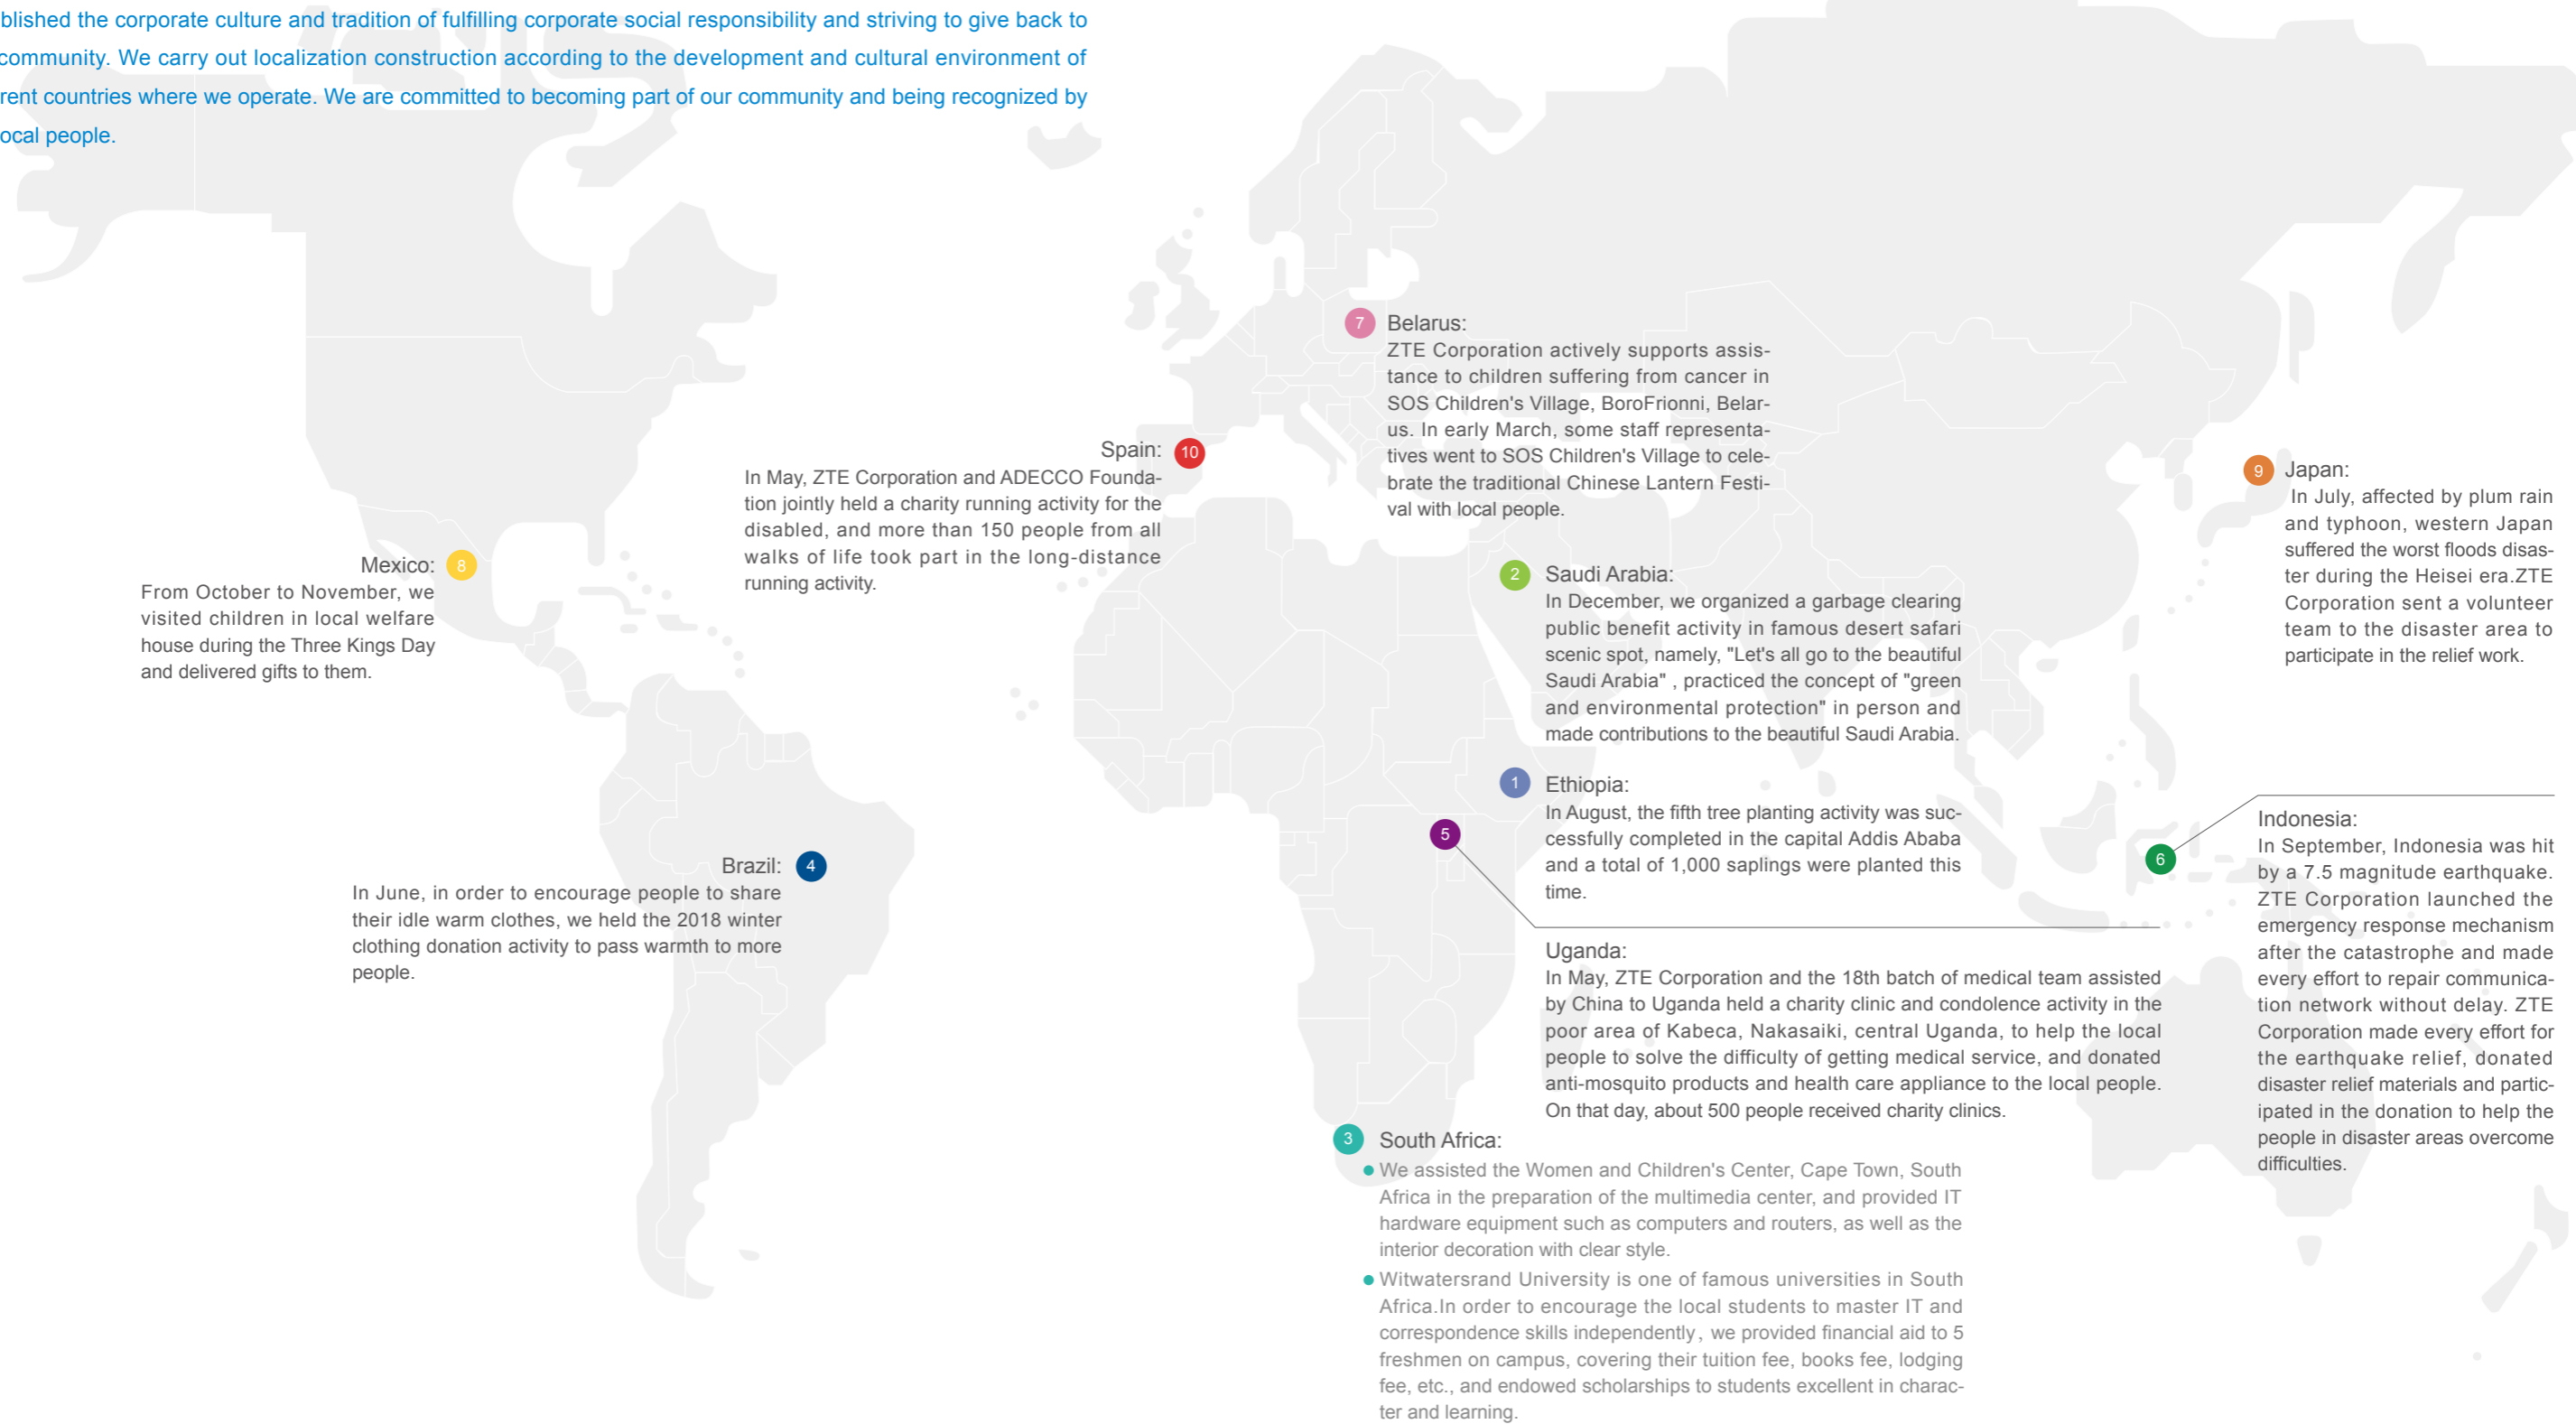 blished the corporate culture and tradition of fulfilling corporate social responsibility and striving to give back to
community. We carry out localization construction according to the development and cultural environment of
rent countries where we operate. We are committed to becoming part of our community and being recognized by
ocal people.
7 Belarus:
ZTE Corporation actively supports assis-
tance to children suffering from cancer in
SOS Children's Village, BoroFrionni, Belar-
us. In early March, some staff representa-
tives went to SOS Children's Village to cele-
brate the traditional Chinese Lantern Festi-
val with local people.
Spain: 10
In May, ZTE Corporation and ADECCO Founda-
tion jointly held a charity running activity for the
disabled, and more than 150 people from all
walks of life took part in the long-distance
running activity.
9 Japan:
In July, affected by plum rain
and typhoon, western Japan
suffered the worst floods disas-
ter during the Heisei era.ZTE
Corporation sent a volunteer
team to the disaster area to
participate in the relief work.
Mexico: 8
From October to November, we
visited children in local welfare
house during the Three Kings Day
and delivered gifts to them.
2 Saudi Arabia:
In December, we organized a garbage clearing
public benefit activity in famous desert safari
scenic spot, namely, "Let's all go to the beautiful
Saudi Arabia" , practiced the concept of "green
and environmental protection" in person and
made contributions to the beautiful Saudi Arabia.
1 Ethiopia:
In August, the fifth tree planting activity was suc-
cessfully completed in the capital Addis Ababa
and a total of 1,000 saplings were planted this
time.
Brazil: 4
In June, in order to encourage people to share
their idle warm clothes, we held the 2018 winter
clothing donation activity to pass warmth to more
people.
5
Uganda:
In May, ZTE Corporation and the 18th batch of medical team assisted
by China to Uganda held a charity clinic and condolence activity in the
poor area of Kabeca, Nakasaiki, central Uganda, to help the local
people to solve the difficulty of getting medical service, and donated
anti-mosquito products and health care appliance to the local people.
On that day, about 500 people received charity clinics.
6
Indonesia:
In September, Indonesia was hit
by a 7.5 magnitude earthquake.
ZTE Corporation launched the
emergency response mechanism
after the catastrophe and made
every effort to repair communica-
tion network without delay. ZTE
Corporation made every effort for
the earthquake relief, donated
disaster relief materials and partic-
ipated in the donation to help the
people in disaster areas overcome
difficulties.
3 South Africa:
● We assisted the Women and Children's Center, Cape Town, South
Africa in the preparation of the multimedia center, and provided IT
hardware equipment such as computers and routers, as well as the
interior decoration with clear style.
● Witwatersrand University is one of famous universities in South
Africa.In order to encourage the local students to master IT and
correspondence skills independently, we provided financial aid to 5
freshmen on campus, covering their tuition fee, books fee, lodging
fee, etc., and endowed scholarships to students excellent in charac-
ter and learning.